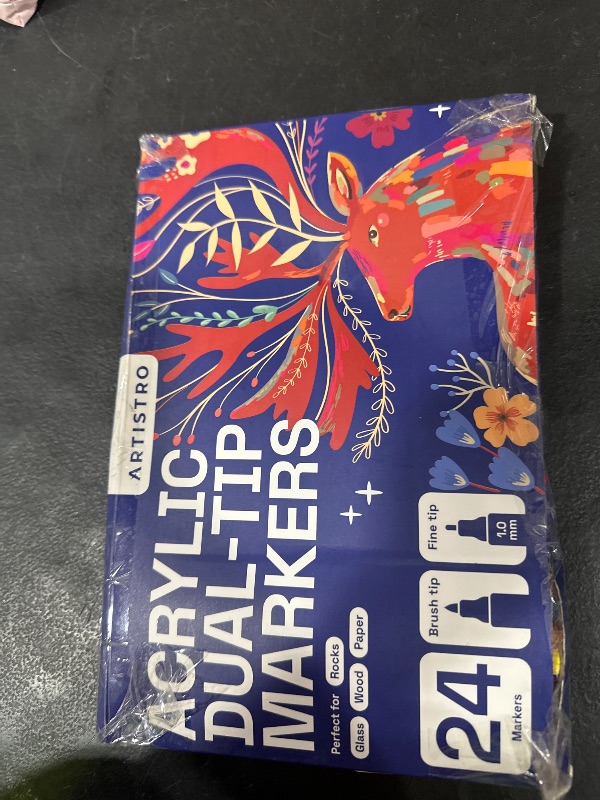 ARTISTRO
ACRYLIC
DUAL-TIP
MARKERS
Perfect for Rocks
Glass Wood Paper
24
Markers
Brush tip
Fine tip
1.0
mm